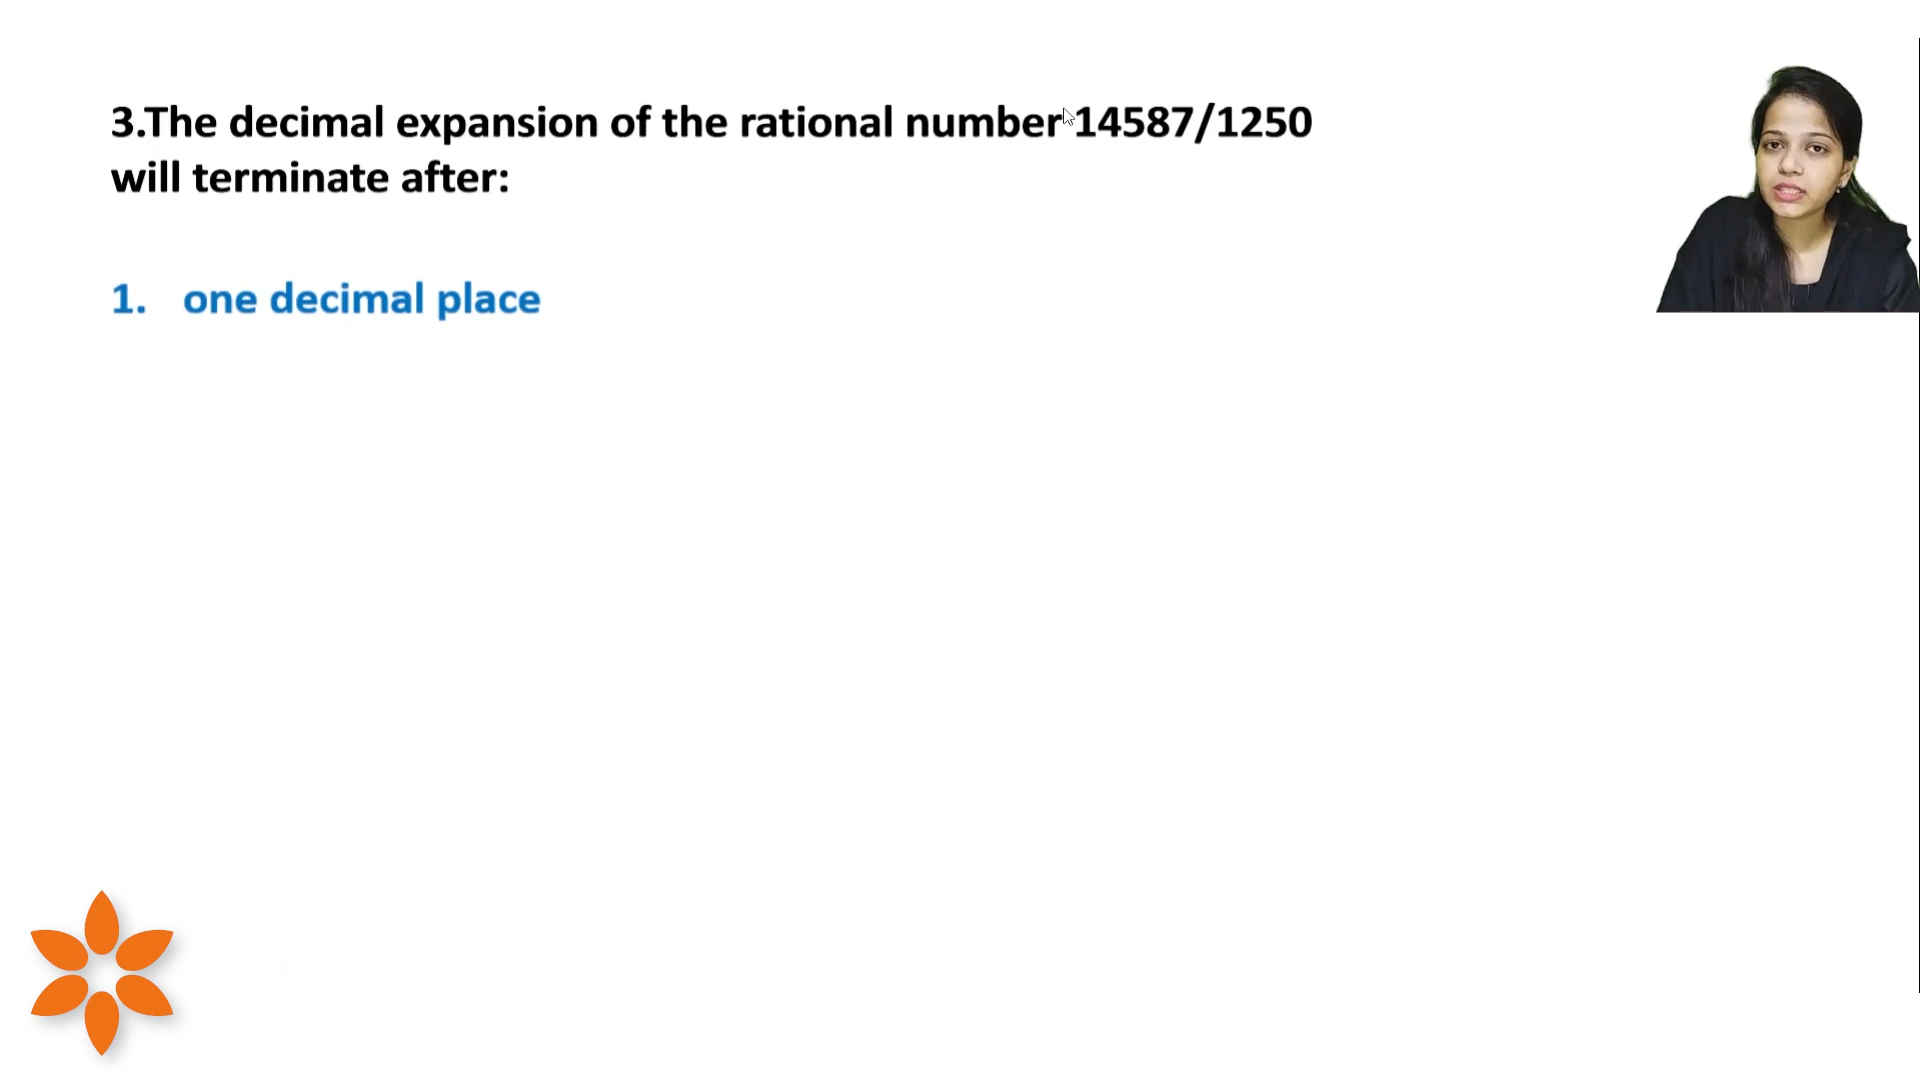 3.The decimal expansion of the rational number 14587/1250
will terminate after:
1. one decimal place